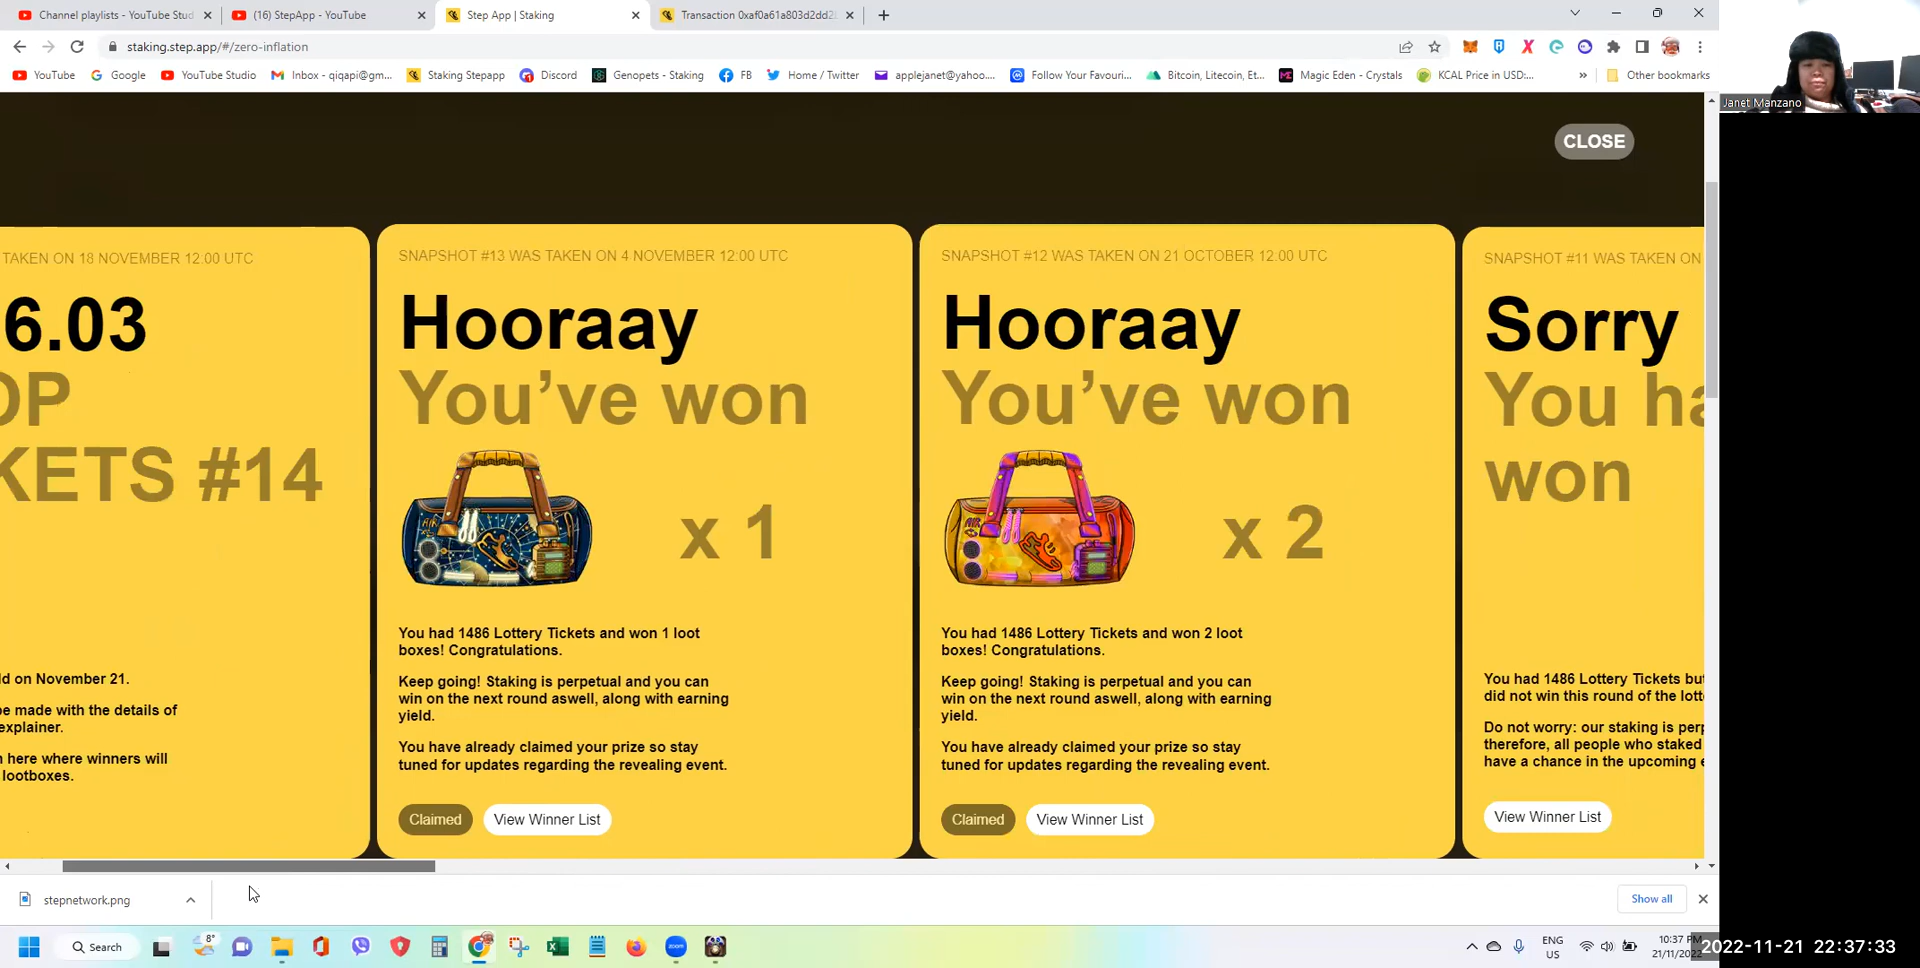 Channel playlists - YouTube Stud
(16) StepApp - YouTube
Step App | Staking
Transaction 0xaf0a61a803d2dd2
staking.step.app/#/zero-inflation
YouTube
Google
YouTube Studio
Inbox - qiqapi@gm...
Staking Stepapp
Discord
Genopets - Staking
FB
Home / Twitter
applejanet@yahoo....
Follow Your Favouri...
Bitcoin, Litecoin, Et...
Magic Eden - Crystals
KCAL Price in USD:...
»
Other bookmarks
Janet Manzano
CLOSE
TAKEN ON 18 NOVEMBER 12:00 UTC
6.03
OP
KETS #14
ld on November 21.
be made with the details of
explainer.
n here where winners will
lootboxes.
SNAPSHOT #13 WAS TAKEN ON 4 NOVEMBER 12:00 UTC
Hooraay
You've won
x 1
You had 1486 Lottery Tickets and won 1 loot
boxes! Congratulations.
Keep going! Staking is perpetual and you can
win on the next round aswell, along with earning
yield.
You have already claimed your prize so stay
tuned for updates regarding the revealing event.
Claimed
View Winner List
SNAPSHOT #12 WAS TAKEN ON 21 OCTOBER 12:00 UTC
Hooraay
You've won
x 2
You had 1486 Lottery Tickets and won 2 loot
boxes! Congratulations.
Keep going! Staking is perpetual and you can
win on the next round aswell, along with earning
yield.
You have already claimed your prize so stay
tuned for updates regarding the revealing event.
Claimed
View Winner List
SNAPSHOT #11 WAS TAKEN ON
Sorry
You ha
won
You had 1486 Lottery Tickets but
did not win this round of the lott
Do not worry: our staking is perp
therefore, all people who staked
have a chance in the upcoming e
View Winner List
stepnetwork.png
Show all
Search
8°
zoom
ENG
US
10:37 PM
21/11/2022
2022-11-21 22:37:33